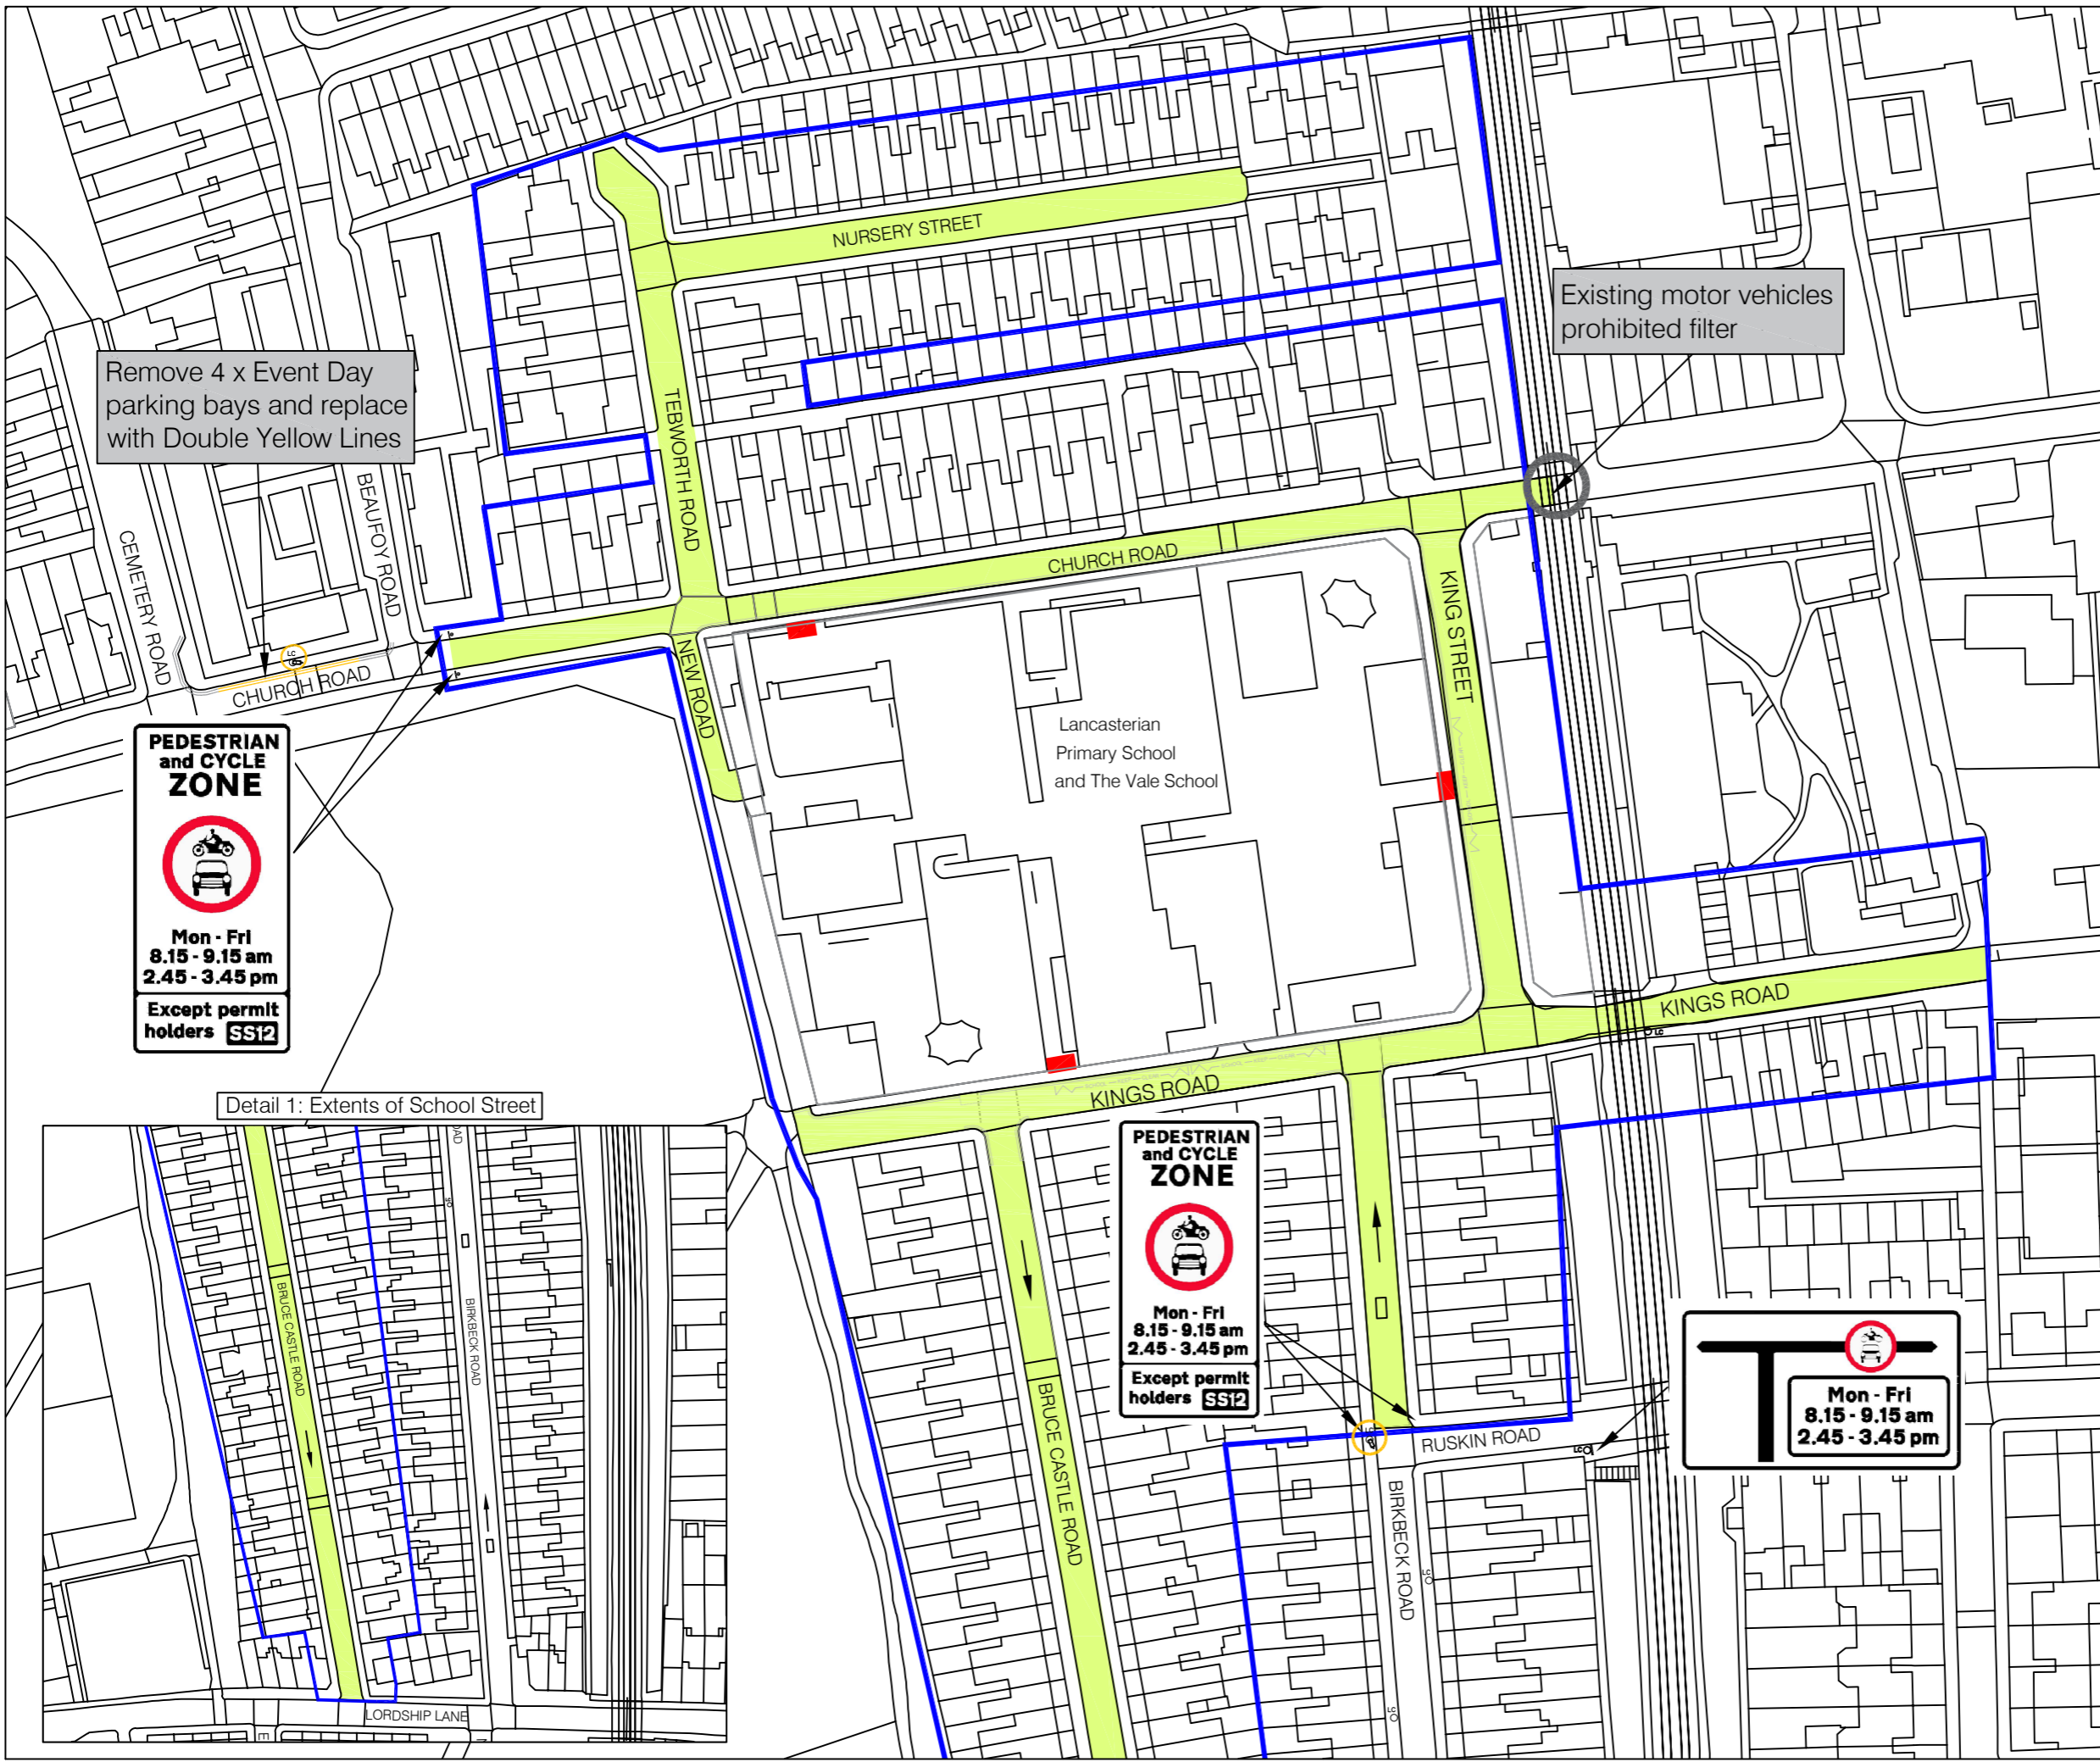 NURSERY STREET
Existing motor vehicles
prohibited filter
Remove 4 x Event Day
parking bays and replace
with Double Yellow Lines
TEBWORTH ROAD
BEAUFOY ROAD
CEMETERY ROAD
CHURCH ROAD
CHURCH ROAD
KING STREET
NEW ROAD
Lancasterian
Primary School
and The Vale School
PEDESTRIAN
and CYCLE
ZONE
Mon - Fri
8.15 - 9.15 am
2.45 - 3.45 pm
Except permit
holders SS12
KINGS ROAD
KINGS ROAD
Detail 1: Extents of School Street
PEDESTRIAN
and CYCLE
ZONE
Mon - Fri
8.15 - 9.15 am
2.45 - 3.45 pm
Except permit
holders SS12
BRUCE CASTLE ROAD
BIRKBECK ROAD
LORDSHIP LANE
BRUCE CASTLE ROAD
RUSKIN ROAD
BIRKBECK ROAD
Mon - Fri
8.15 - 9.15 am
2.45 - 3.45 pm